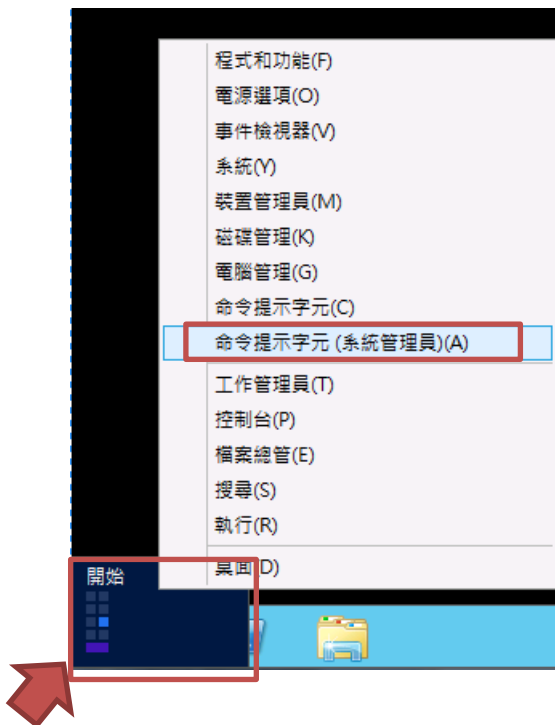 程式和功能(F)
電源選項(O)
事件檢視器(V)
系統(Y)
裝置管理員(M)
磁碟管理(K)
電腦管理(G)
命令提示字元(C)
命令提示字元 (系統管理員)(A)
工作管理員(T)
控制台(P)
檔案總管(E)
搜尋(S)
執行(R)
桌面(D)
開始